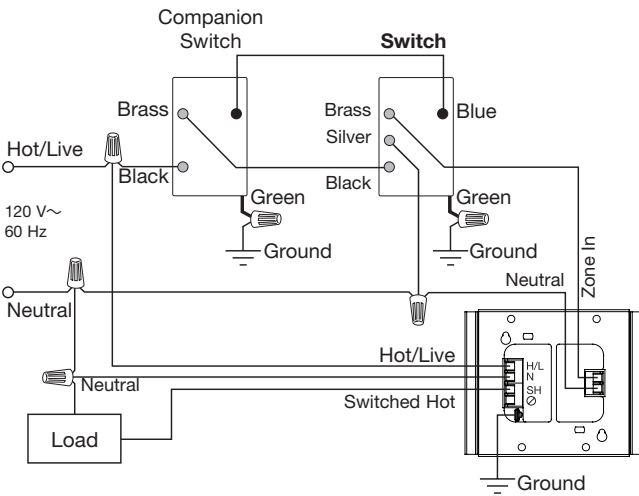 Companion
Switch
Switch
Brass
Brass
Blue
Silver
Hot/Live
Black
Black
Green
Green
120 V~
60 Hz
Ground
Ground
Zone In
Neutral
Neutral
Hot/Live
H/L
N
Neutral
SH
Switched Hot
Load
Ground